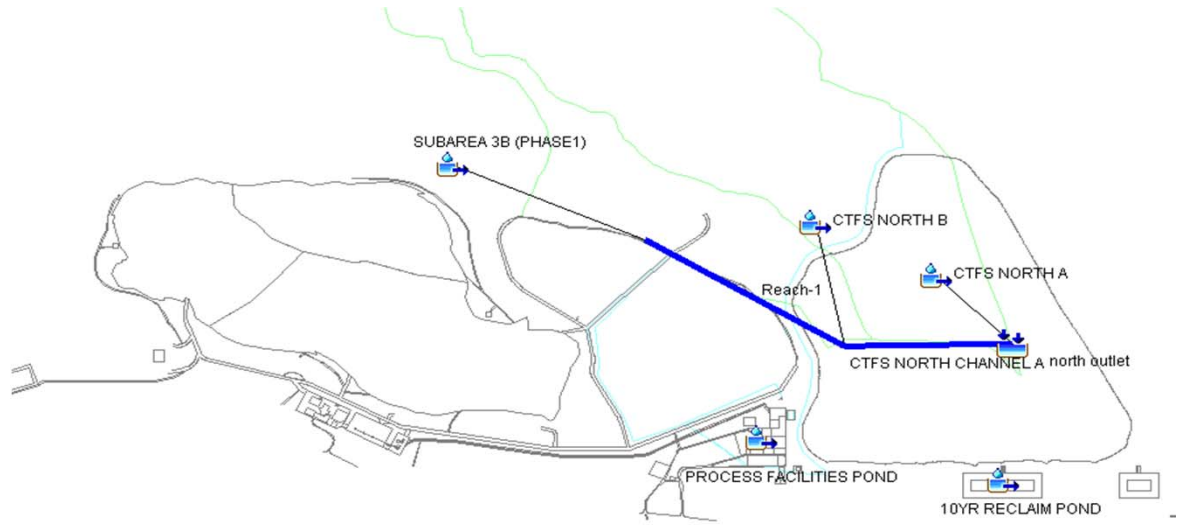 SUBAREA 3B (PHASE1)
CTFS NORTH B
CTFS NORTH A
Reach-1
CTFS NORTH CHANNEL A north outlet
PROCESS FACILITIES POND
10YR RECLAIM POND